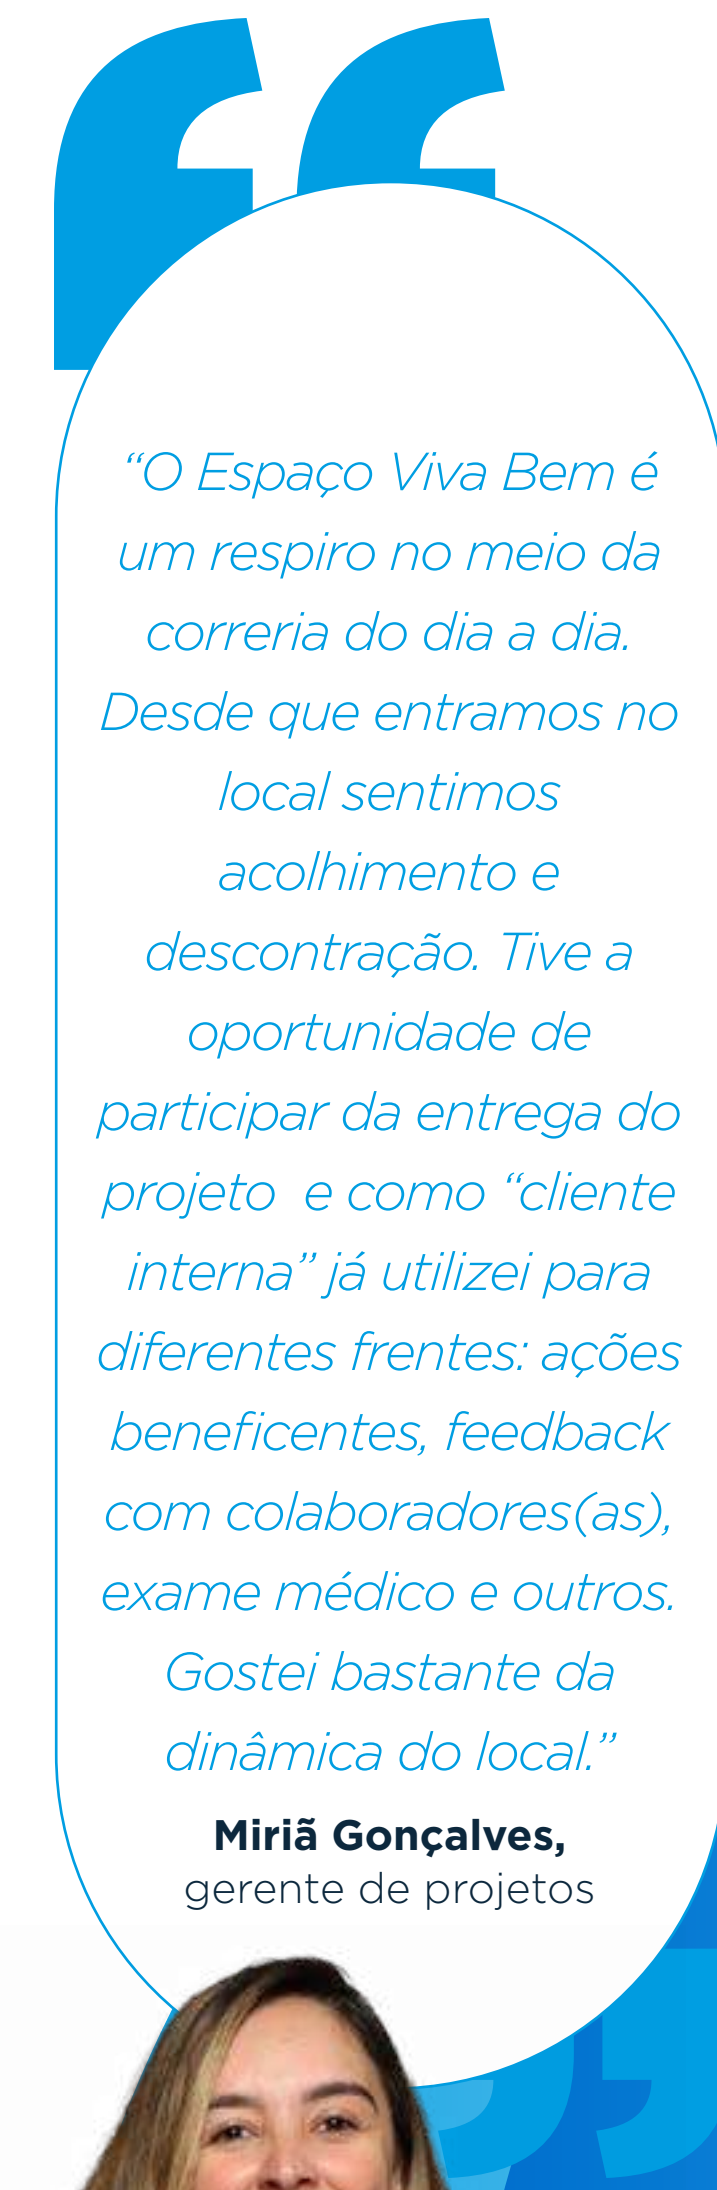 “O Espaço Viva Bem é
um respiro no meio da
correria do dia a dia.
Desde que entramos no
local sentimos
acolhimento e
descontração. Tive a
oportunidade de
participar da entrega do
projeto  e como “cliente
interna” já utilizei para
diferentes frentes: ações
beneficentes, feedback
com colaboradores(as),
exame médico e outros.
Gostei bastante da
dinâmica do local.”
Miriã Gonçalves,
gerente de projetos